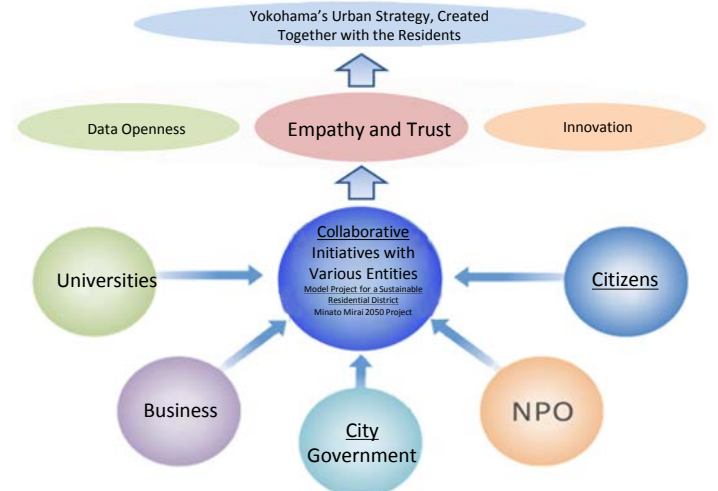 Yokohama’s Urban Strategy, Created
Together with the Residents
Data Openness
Empathy and Trust
Innovation
Collaborative
Initiatives with
Various Entities
Model Project for a Sustainable
Residential District
Minato Mirai 2050 Project
Universities
Citizens
Business
City
Government
NPO